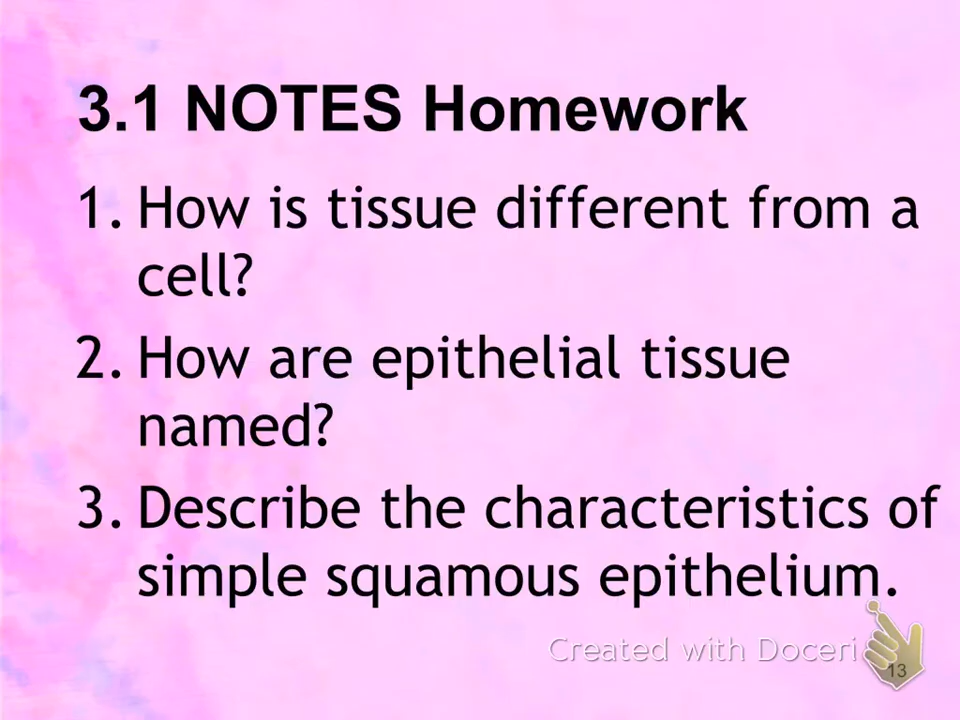 3.1 NOTES Homework
1. How is tissue different from a
cell?
2. How are epithelial tissue
named?
3. Describe the characteristics of
simple squamous epithelium.
Created with Doceri
13